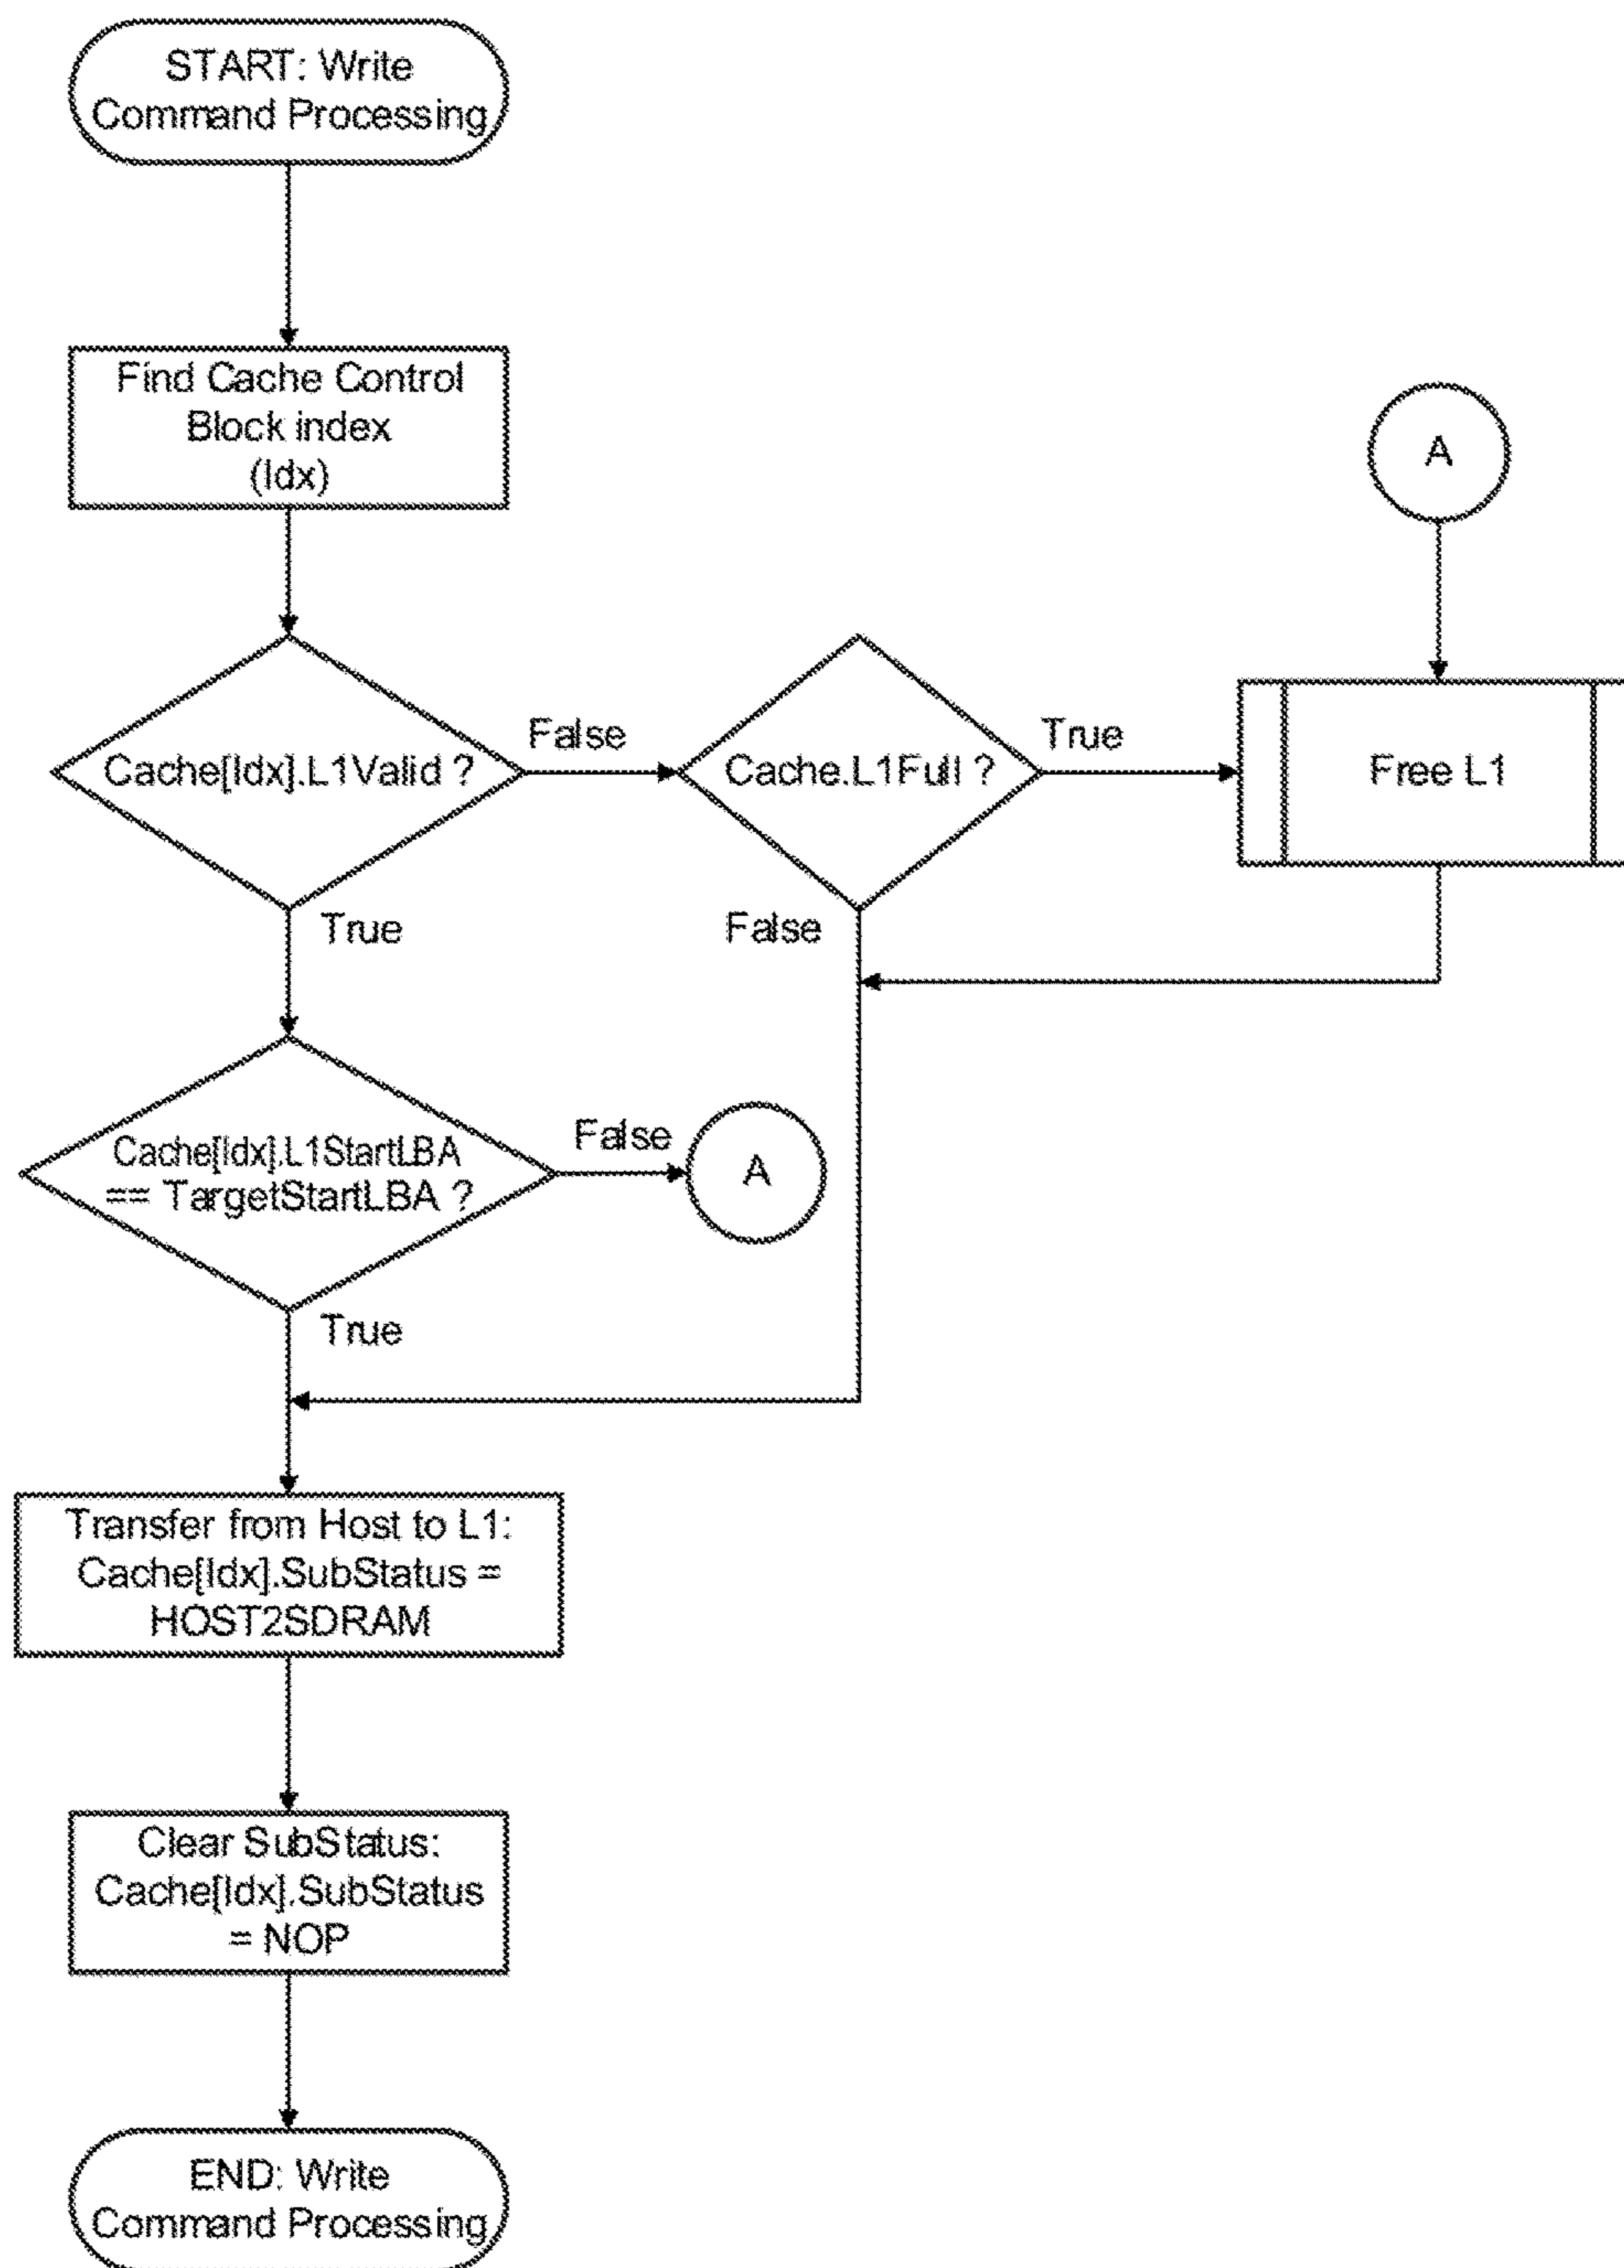 START: Write
Command Processing
Find Cache Control
Block index
(Idx)
A
Cache[Idx].L1Valid ?
False
Cache.L1Full ?
True
Free L1
True
False
Cache[Idx].L1StartLBA
== TargetStartLBA ?
False
A
True
Transfer from Host to L1:
Cache[Idx].SubStatus =
HOST2SDRAM
Clear SubStatus:
Cache[Idx].SubStatus
= NOP
END: Write
Command Processing